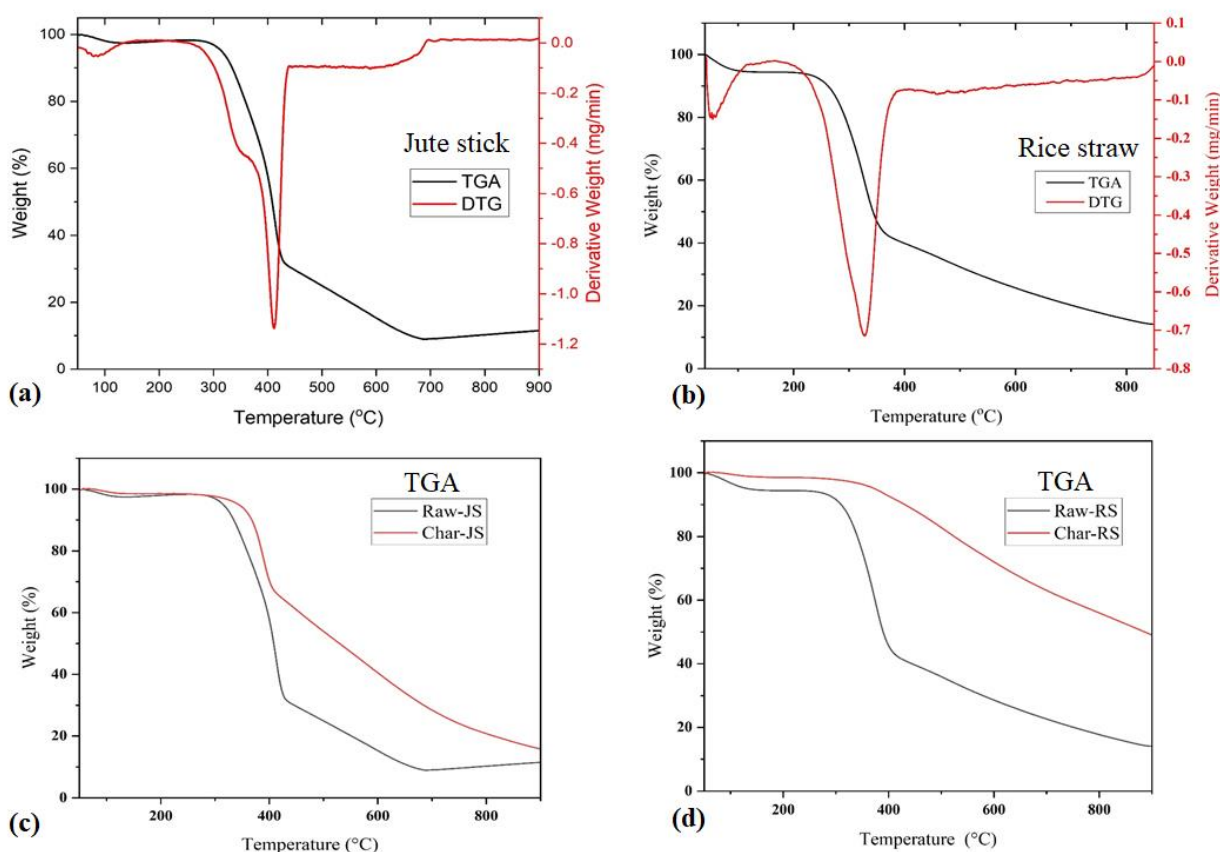 Jute stick
TGA
DTG
Weight (%)
100
80
60
40
20
0
0.0
-0.2
-0.4
-0.6
-0.8
-1.0
-1.2
Derivative Weight (mg/min)
100 200 300 400 500 600 700 800 900
Temperature (°C)
(a)
Rice straw
TGA
DTG
Weight (%)
100
80
60
40
20
0
0.1
0.0
-0.1
-0.2
-0.3
-0.4
-0.5
-0.6
-0.7
-0.8
Derivative Weight (mg/min)
200 400 600 800
Temperature (°C)
(b)
TGA
Raw-JS
Char-JS
Weight (%)
100
80
60
40
20
0
200 400 600 800
Temperature (°C)
(c)
TGA
Raw-RS
Char-RS
Weight (%)
100
80
60
40
20
0
200 400 600 800
Temperature (°C)
(d)